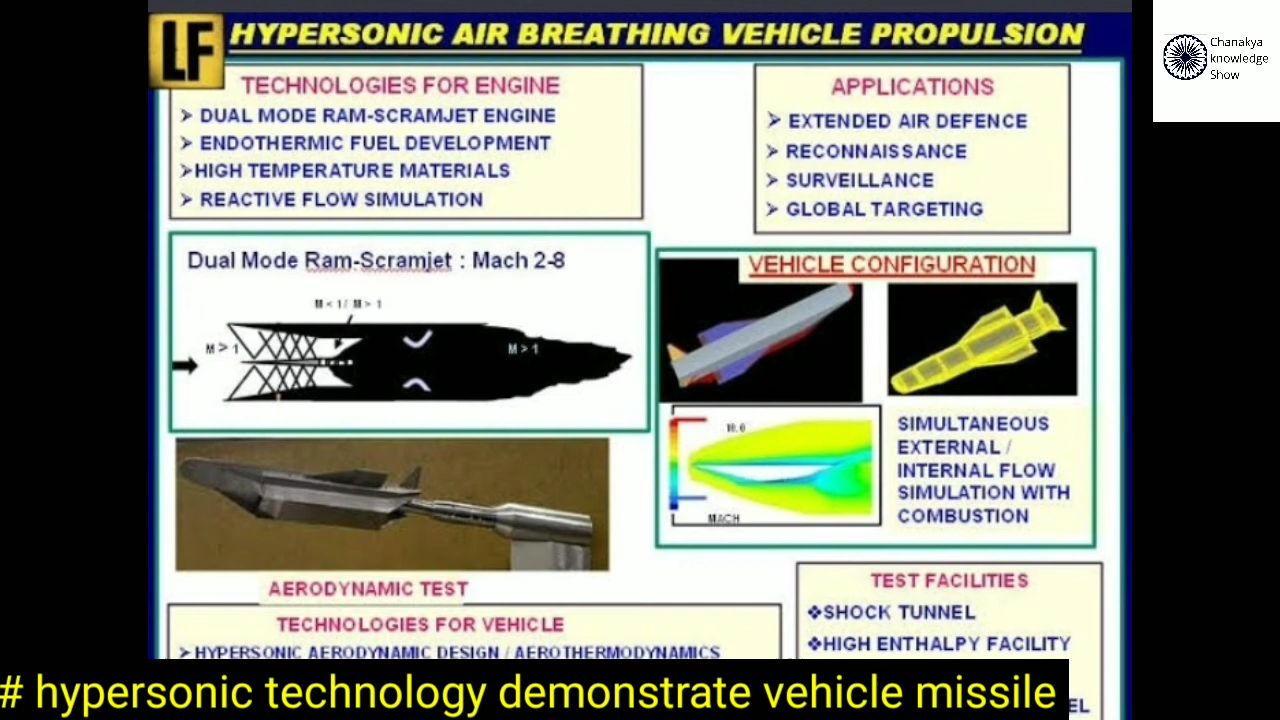 LF
HYPERSONIC AIR BREATHING VEHICLE PROPULSION
Chanakya
knowledge
Show
TECHNOLOGIES FOR ENGINE
➢ DUAL MODE RAM-SCRAMJET ENGINE
➢ ENDOTHERMIC FUEL DEVELOPMENT
➢HIGH TEMPERATURE MATERIALS
➢ REACTIVE FLOW SIMULATION
APPLICATIONS
➢ EXTENDED AIR DEFENCE
➢ RECONNAISSANCE
➢ SURVEILLANCE
➢ GLOBAL TARGETING
Dual Mode Ram-Scramjet : Mach 2-8
M < 1 / M > 1
M > 1
M > 1
VEHICLE CONFIGURATION
10.0
MACH
SIMULTANEOUS
EXTERNAL /
INTERNAL FLOW
SIMULATION WITH
COMBUSTION
AERODYNAMIC TEST
TECHNOLOGIES FOR VEHICLE
➢ HYPERSONIC AERODYNAMIC DESIGN / AEROTHERMODYNAMICS
TEST FACILITIES
❖SHOCK TUNNEL
❖HIGH ENTHALPY FACILITY
# hypersonic technology demonstrate vehicle missile